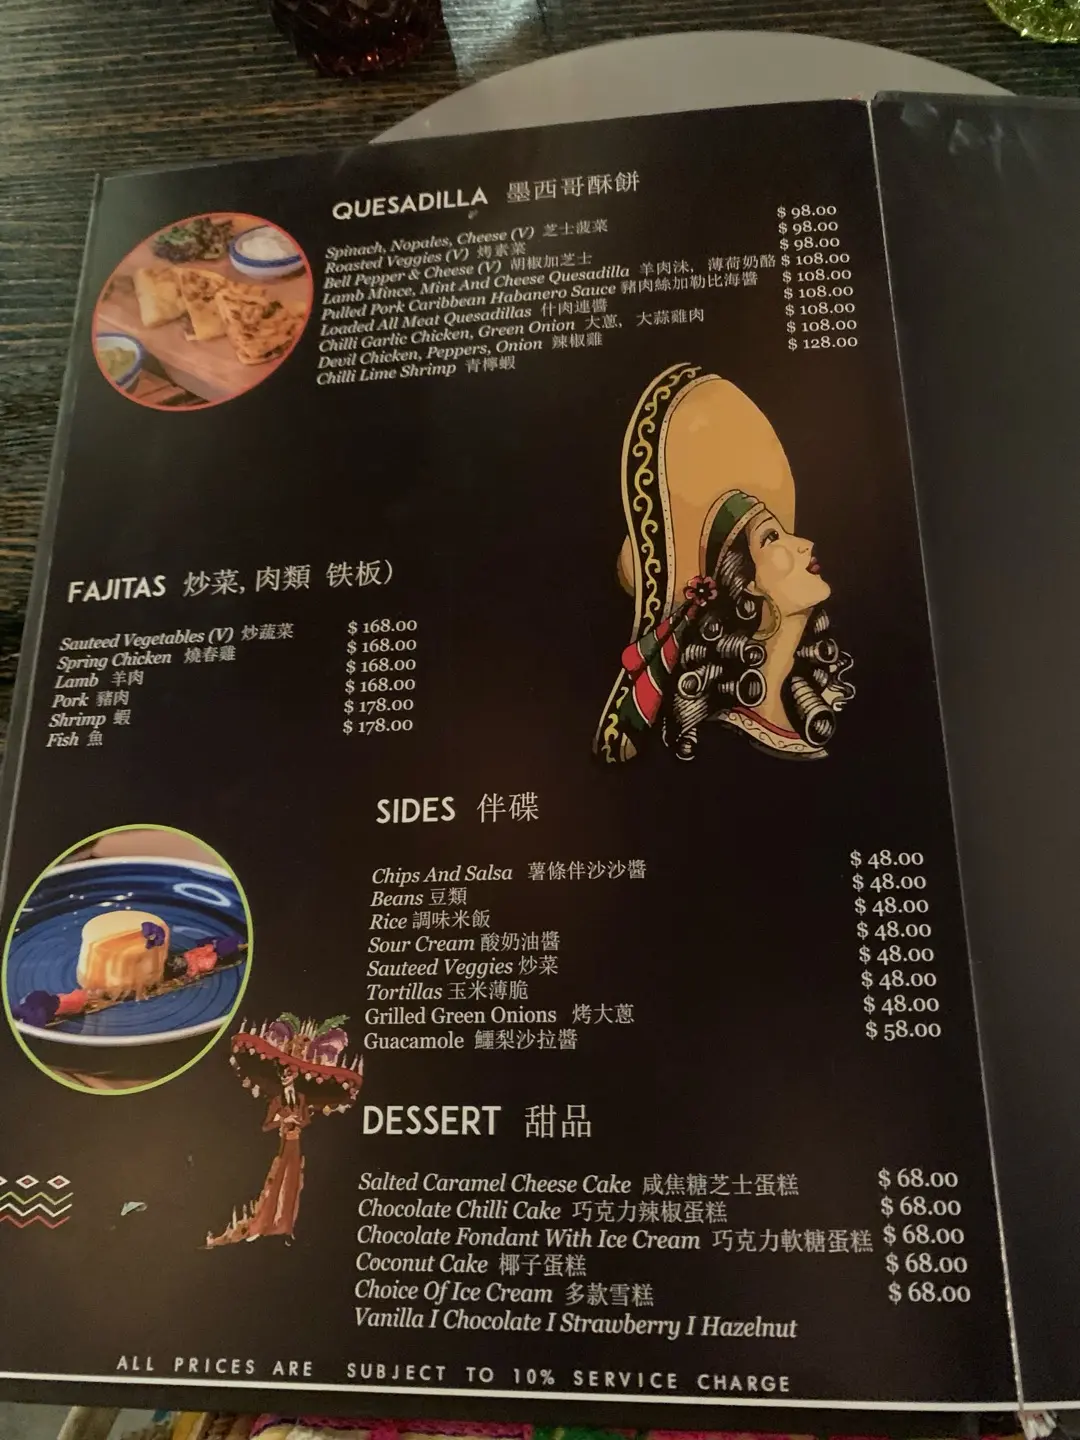 QUESADILLA 墨西哥酥餅
Spinach, Nopales, Cheese (V) 芝士菠菜 $ 98.00
Roasted Veggies (V) 烤素菜 $ 98.00
Bell Pepper & Cheese (V) 胡椒加芝士 $ 98.00
Lamb Mince, Mint And Cheese Quesadilla 羊肉沬，薄荷奶酪 $ 108.00
Pulled Pork Caribbean Habanero Sauce 豬肉絲加勒比海醬 $ 108.00
Loaded All Meat Quesadillas 什肉連醬 $ 108.00
Chilli Garlic Chicken, Green Onion 大蔥，大蒜雞肉 $ 108.00
Devil Chicken, Peppers, Onion 辣椒雞 $ 108.00
Chilli Lime Shrimp 青檸蝦 $ 128.00
FAJITAS 炒菜, 肉類 铁板）
Sauteed Vegetables (V) 炒蔬菜 $ 168.00
Spring Chicken 燒春雞 $ 168.00
Lamb 羊肉 $ 168.00
Pork 豬肉 $ 168.00
Shrimp 蝦 $ 178.00
Fish 魚 $ 178.00
SIDES 伴碟
Chips And Salsa 薯條伴沙沙醬 $ 48.00
Beans 豆類 $ 48.00
Rice 調味米飯 $ 48.00
Sour Cream 酸奶油醬 $ 48.00
Sauteed Veggies 炒菜 $ 48.00
Tortillas 玉米薄脆 $ 48.00
Grilled Green Onions 烤大蔥 $ 48.00
Guacamole 鱷梨沙拉醬 $ 58.00
DESSERT 甜品
Salted Caramel Cheese Cake 咸焦糖芝士蛋糕 $ 68.00
Chocolate Chilli Cake 巧克力辣椒蛋糕 $ 68.00
Chocolate Fondant With Ice Cream 巧克力軟糖蛋糕 $ 68.00
Coconut Cake 椰子蛋糕 $ 68.00
Choice Of Ice Cream 多款雪糕 $ 68.00
Vanilla I Chocolate I Strawberry I Hazelnut
ALL PRICES ARE SUBJECT TO 10% SERVICE CHARGE